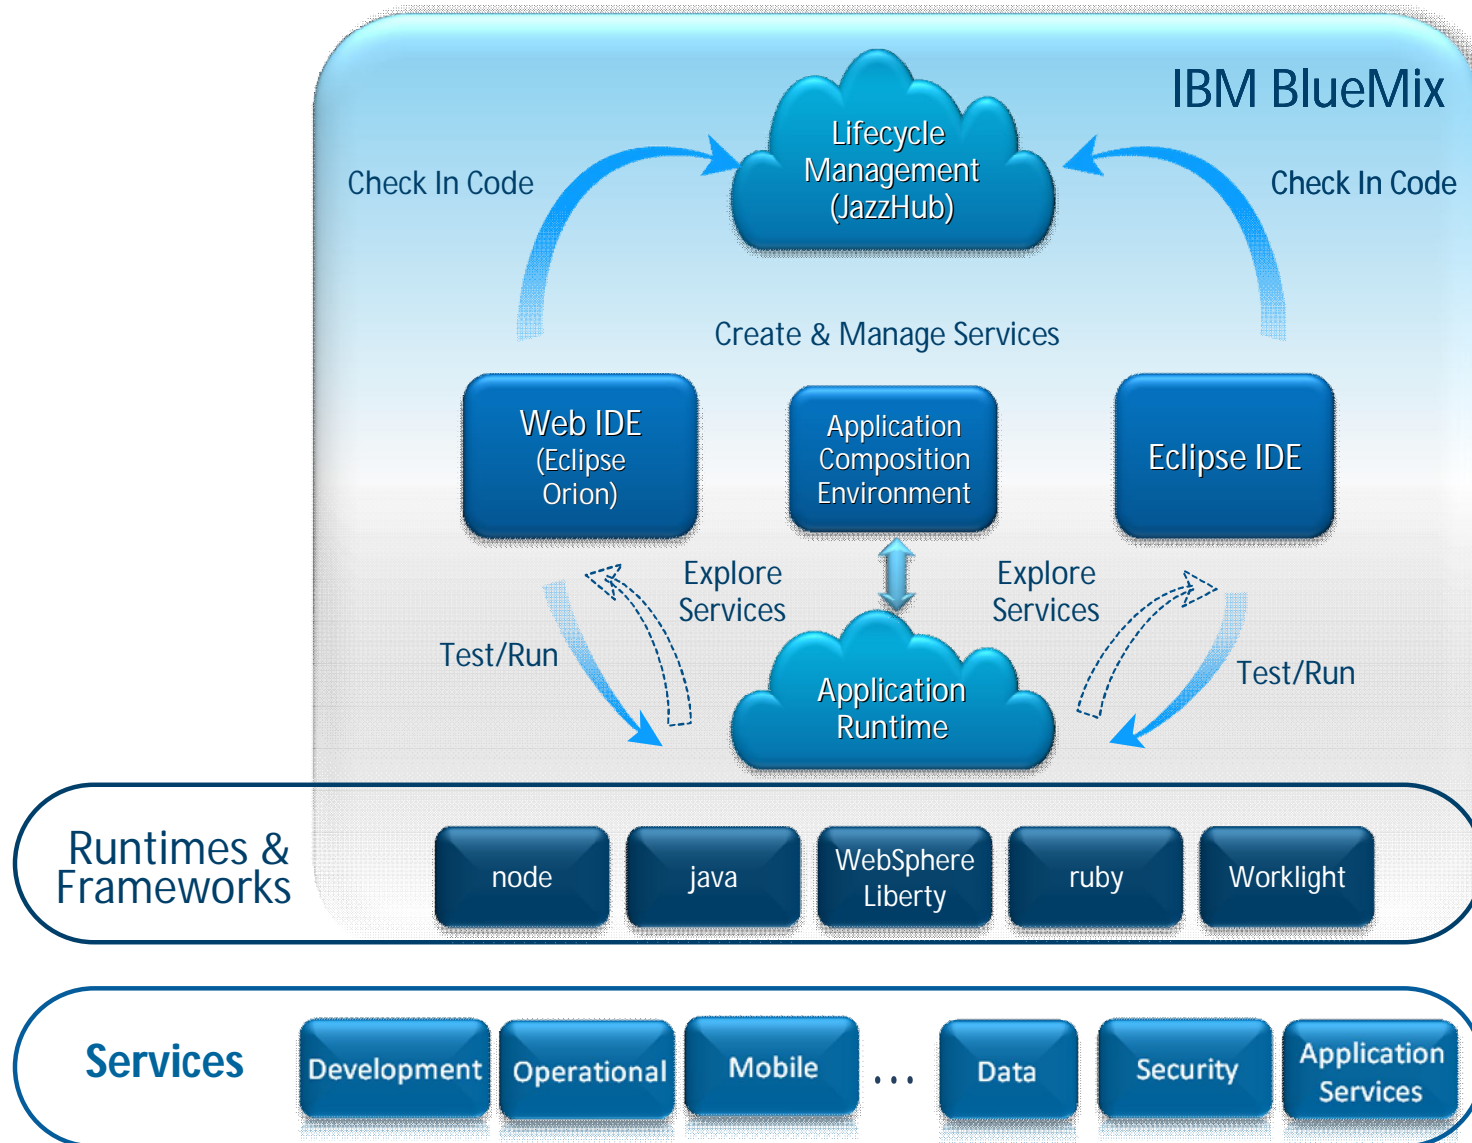 IBM BlueMix
Lifecycle
Management
(JazzHub)
Check In Code
Check In Code
Create & Manage Services
Web IDE
(Eclipse
Orion)
Application
Composition
Environment
Eclipse IDE
Explore
Services
Explore
Services
Test/Run
Test/Run
Application
Runtime
Runtimes &
Frameworks
node
java
WebSphere
Liberty
ruby
Worklight
Services
Development
Operational
Mobile
...
Data
Security
Application
Services